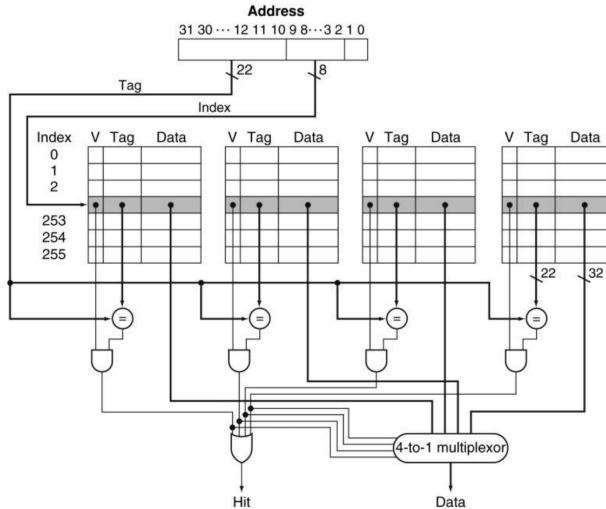 Address
31 30 ··· 12 11 10 9 8···3 2 1 0
22
8
Tag
Index
Index V Tag Data V Tag Data V Tag Data V Tag Data
0
1
2
253
254
255
22 32
= = = =
4-to-1 multiplexor
Hit Data